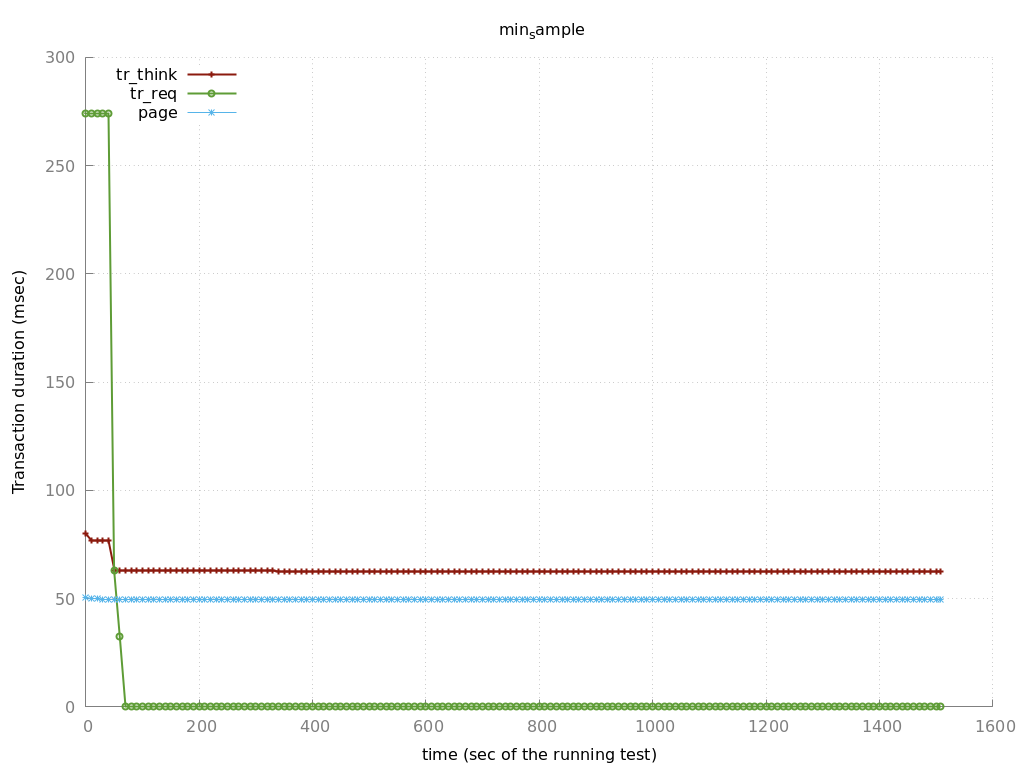 min_sample
300
tr_think
tr_req
page
250
200
150
100
50
0
Transaction duration (msec)
0 200 400 600 800 1000 1200 1400 1600
time (sec of the running test)